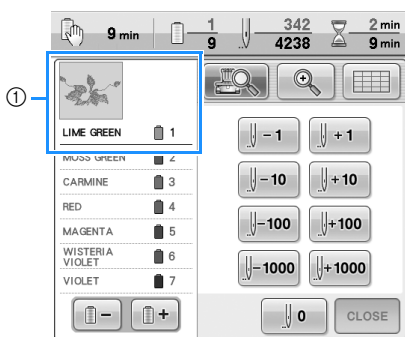 9 min
1
9
342
4238
2 min
9 min
1
LIME GREEN 1
MOSS GREEN 2
CARMINE 3
RED 4
MAGENTA 5
WISTERIA
VIOLET 6
VIOLET 7
-1
+1
-10
+10
-100
+100
-1000
+1000
-
+
0
CLOSE